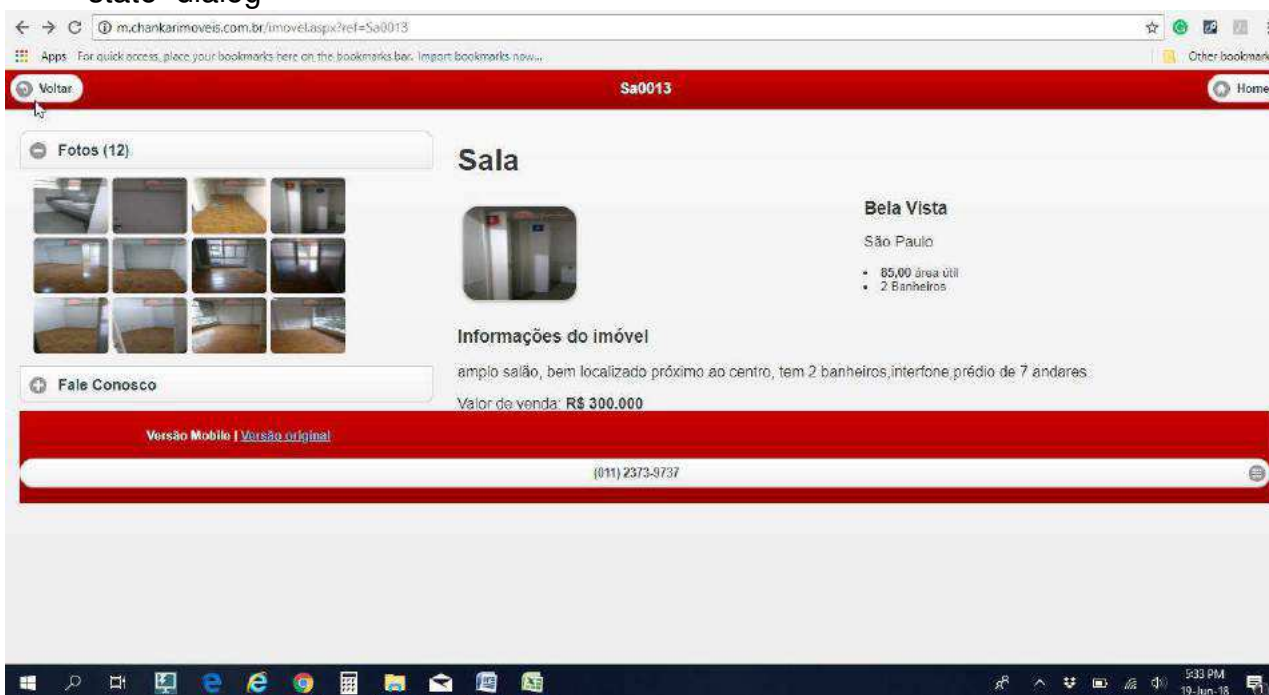 state=dialog
m.chankarimoveis.com.br/imovel.aspx?ref=Sa0013
Apps For quick access, place your bookmarks here on the bookmarks bar. Import bookmarks now...
Other bookmark
Voltar
Sa0013
Home
Fotos (12)
Sala
Bela Vista
São Paulo
• 85,00 área útil
• 2 Banheiros
Informações do imóvel
amplo salão, bem localizado próximo ao centro, tem 2 banheiros,interfone,prédio de 7 andares.
Fale Conosco
Valor de venda: R$ 300.000
Versão Mobile | Versão original
(011) 2373-9737
5:33 PM
19-Jun-18